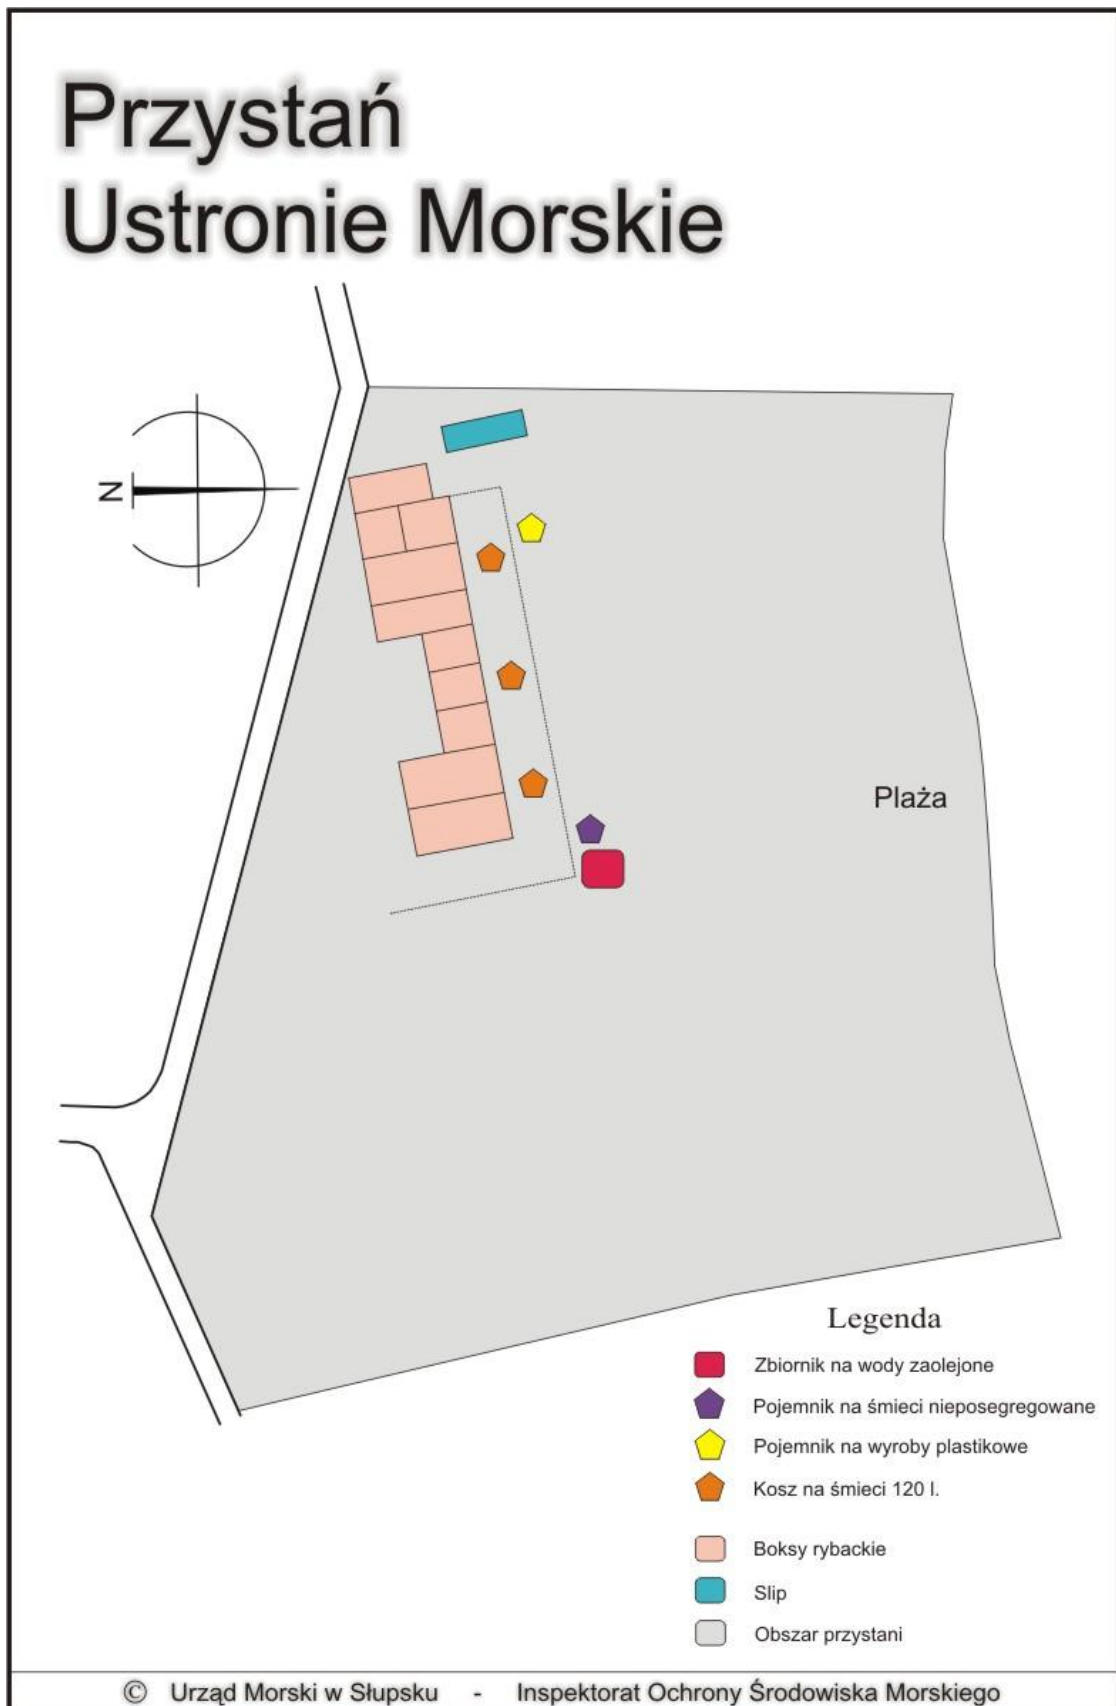 Przystań
Ustronie Morskie
N
Plaża
Legenda
Zbiornik na wody zaolejone
Pojemnik na śmieci nieposegregowane
Pojemnik na wyroby plastikowe
Kosz na śmieci 120 l.
Boksy rybackie
Slip
Obszar przystani
© Urząd Morski w Słupsku - Inspektorat Ochrony Środowiska Morskiego